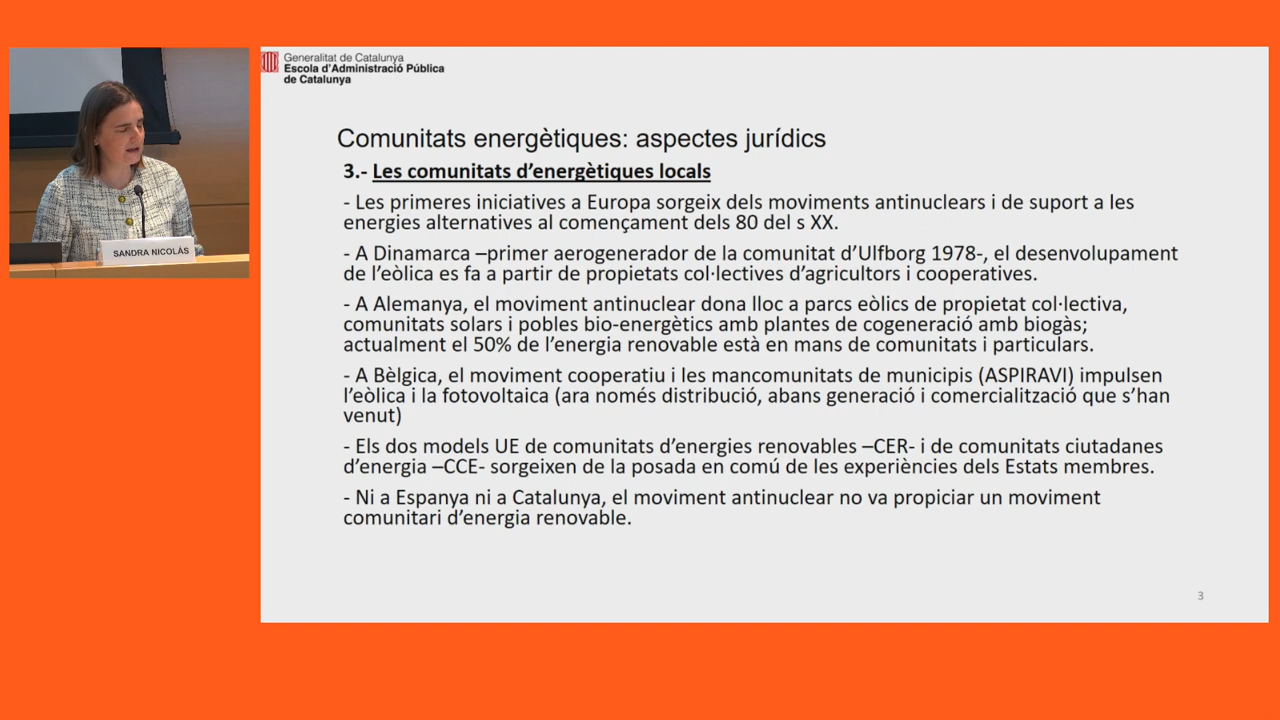 Generalitat de Catalunya
Escola d'Administració Pública
de Catalunya
SANDRA NICOLÁS
Comunitats energètiques: aspectes jurídics
3.- Les comunitats d'energètiques locals
- Les primeres iniciatives a Europa sorgeix dels moviments antinuclears i de suport a les
energies alternatives al començament dels 80 del s XX.
- A Dinamarca –primer aerogenerador de la comunitat d'Ulfborg 1978-, el desenvolupament
de l'eòlica es fa a partir de propietats col·lectives d'agricultors i cooperatives.
- A Alemanya, el moviment antinuclear dona lloc a parcs eòlics de propietat col·lectiva,
comunitats solars i pobles bio-energètics amb plantes de cogeneració amb biogàs;
actualment el 50% de l'energia renovable està en mans de comunitats i particulars.
- A Bèlgica, el moviment cooperatiu i les mancomunitats de municipis (ASPIRAVI) impulsen
l'eòlica i la fotovoltaica (ara només distribució, abans generació i comercialització que s'han
venut)
- Els dos models UE de comunitats d'energies renovables –CER- i de comunitats ciutadanes
d'energia –CCE- sorgeixen de la posada en comú de les experiències dels Estats membres.
- Ni a Espanya ni a Catalunya, el moviment antinuclear no va propiciar un moviment
comunitari d'energia renovable.
3